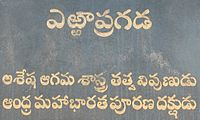 ఎఱ్ఱాప్రగడ
అశేష ఆగమ శాస్త్ర తత్వ నిపుణుడు
ఆంధ్ర మహాభారత పూరణ దక్షుడు